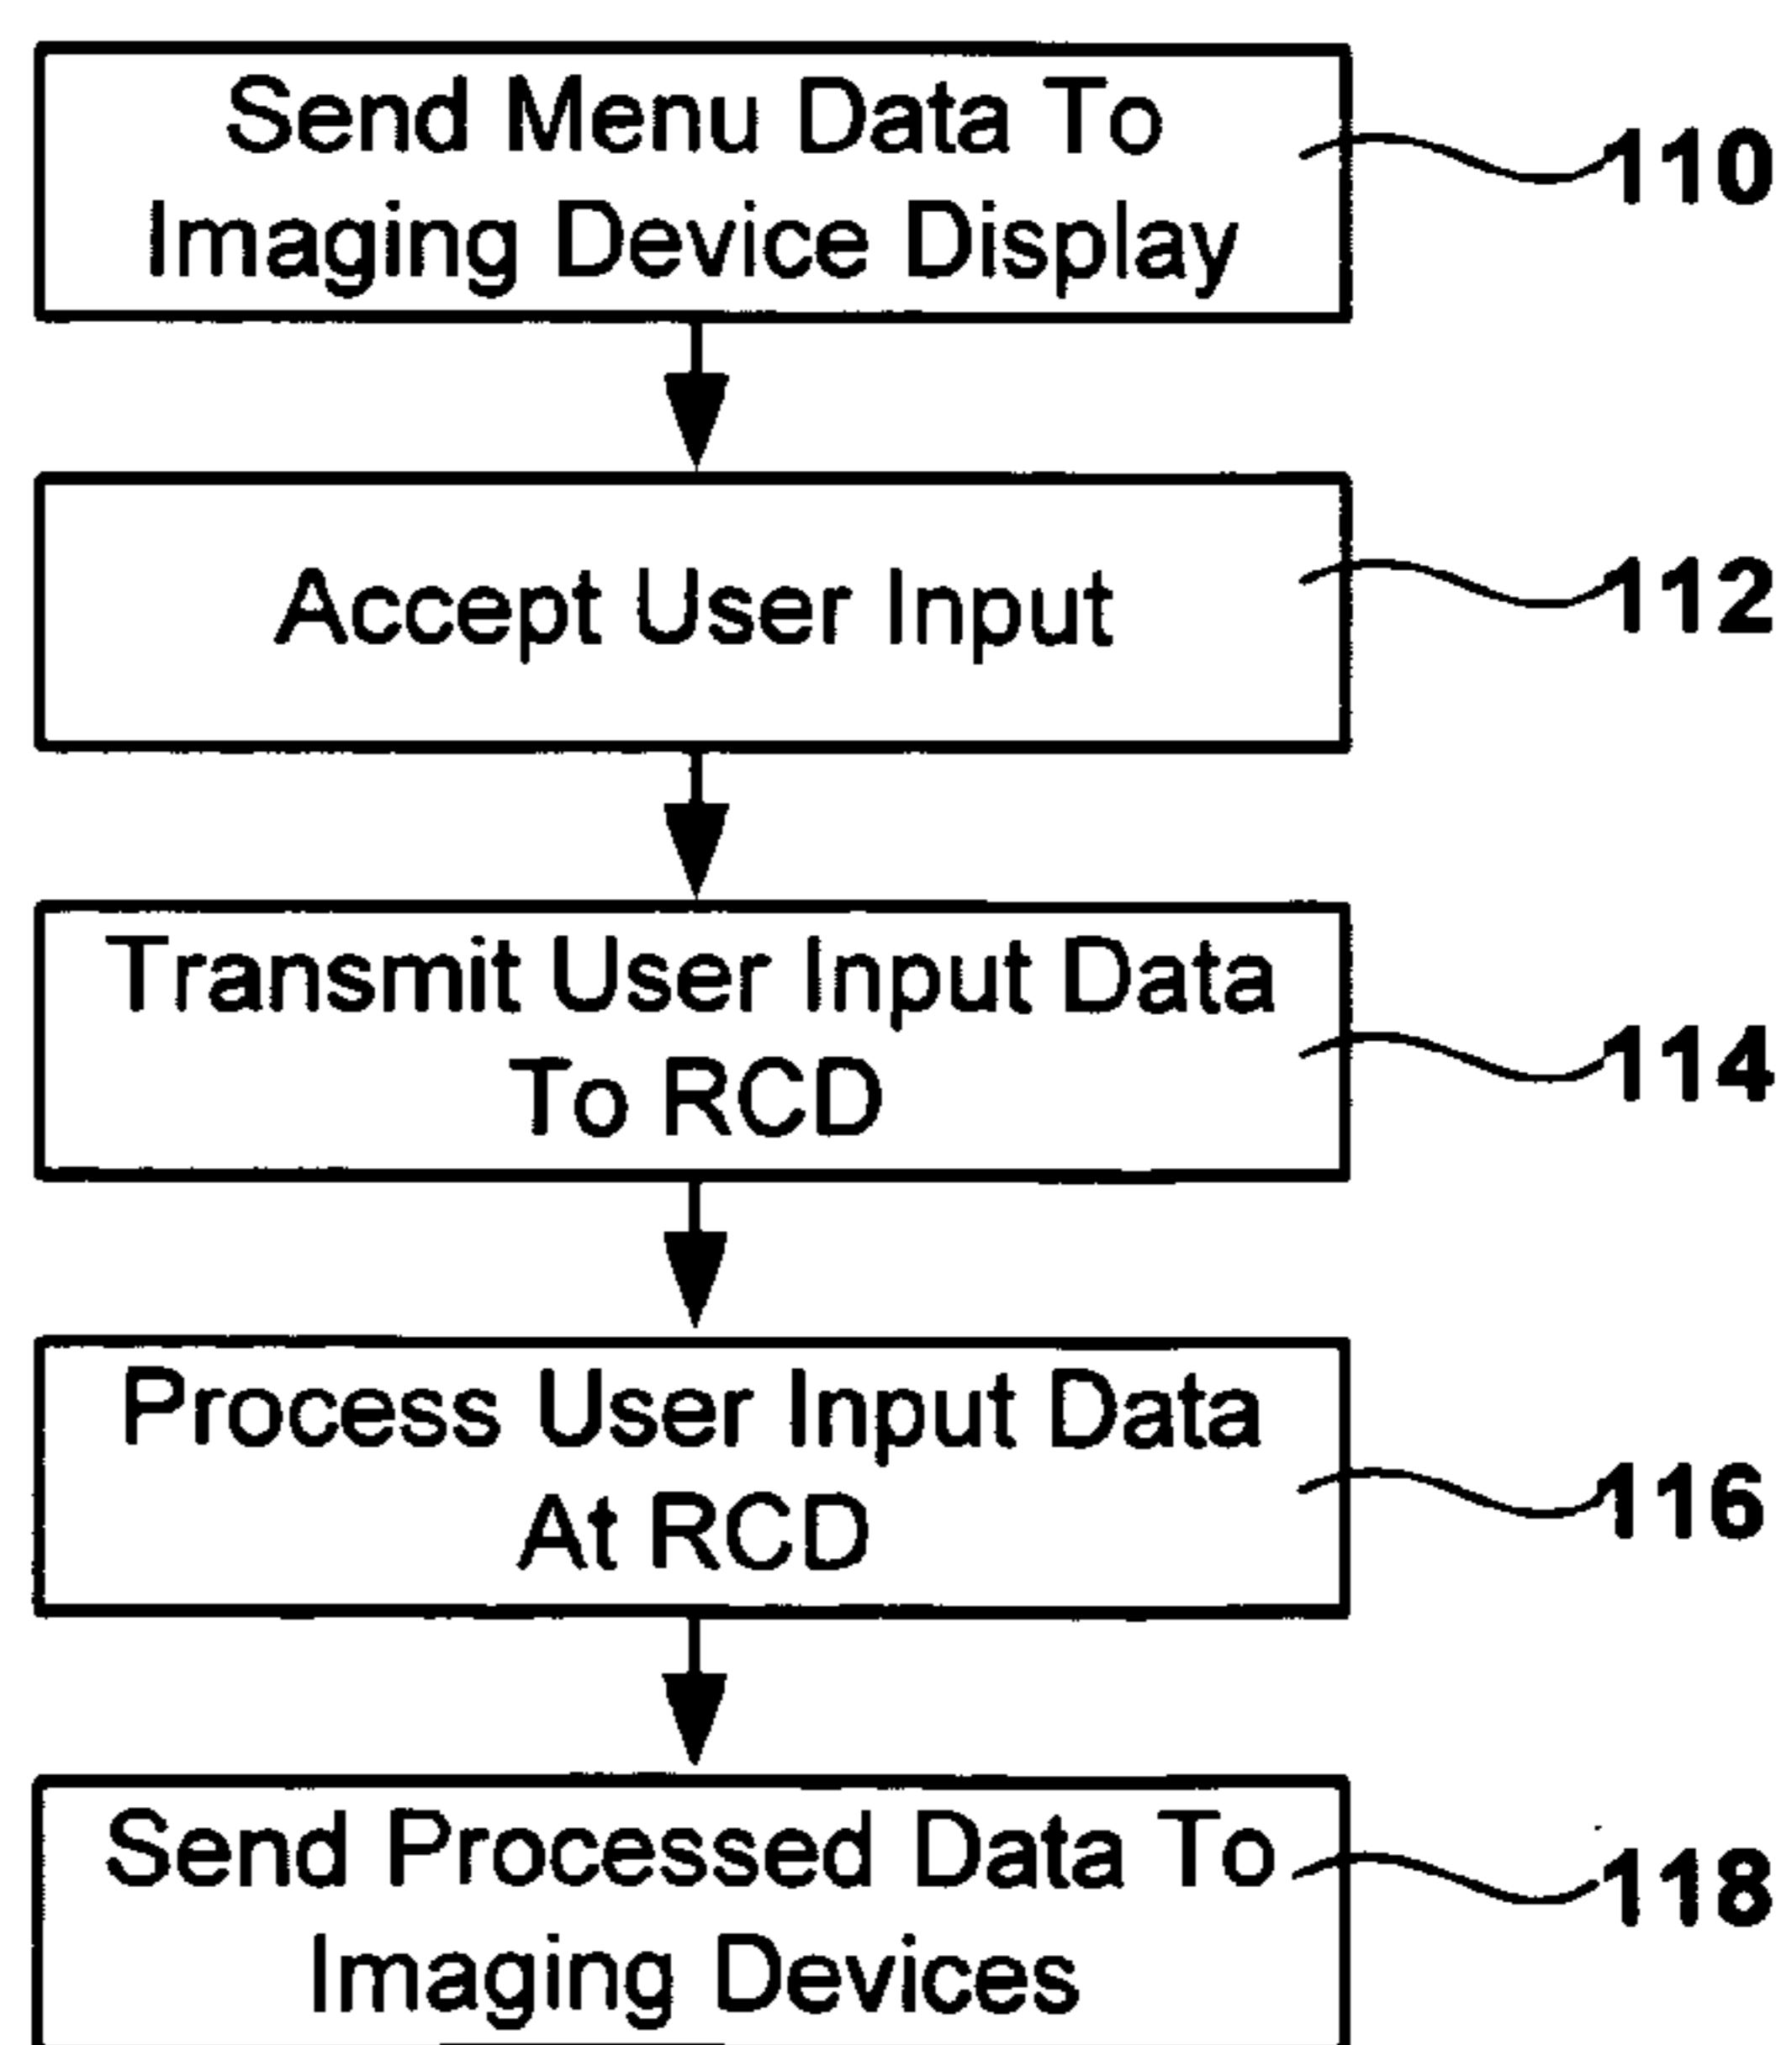 Send Menu Data To
Imaging Device Display
110
Accept User Input
112
Transmit User Input Data
To RCD
114
Process User Input Data
At RCD
116
Send Processed Data To
Imaging Devices
118